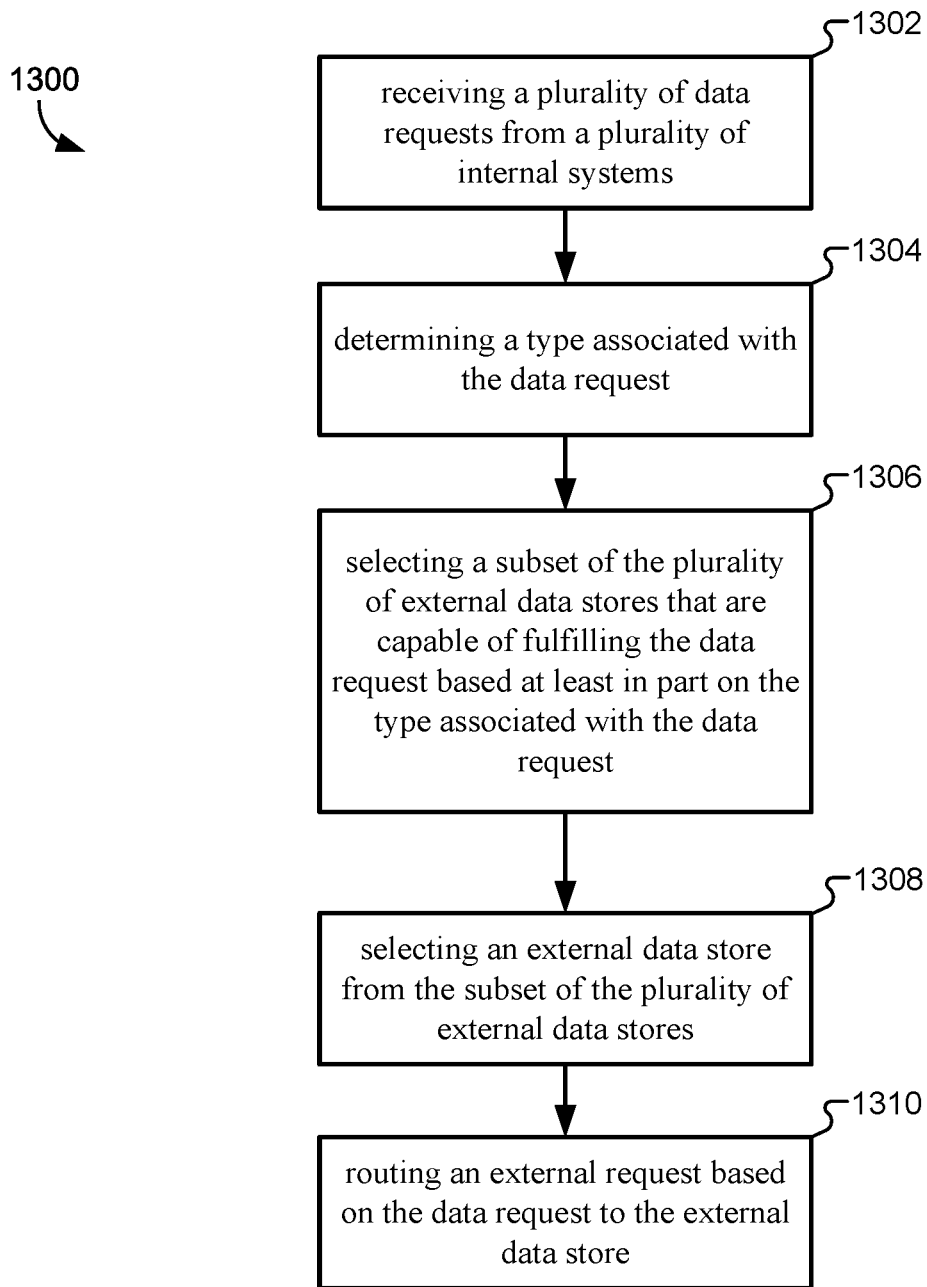 1300
1302
receiving a plurality of data
requests from a plurality of
internal systems
1304
determining a type associated with
the data request
1306
selecting a subset of the plurality
of external data stores that are
capable of fulfilling the data
request based at least in part on the
type associated with the data
request
1308
selecting an external data store
from the subset of the plurality of
external data stores
1310
routing an external request based
on the data request to the external
data store